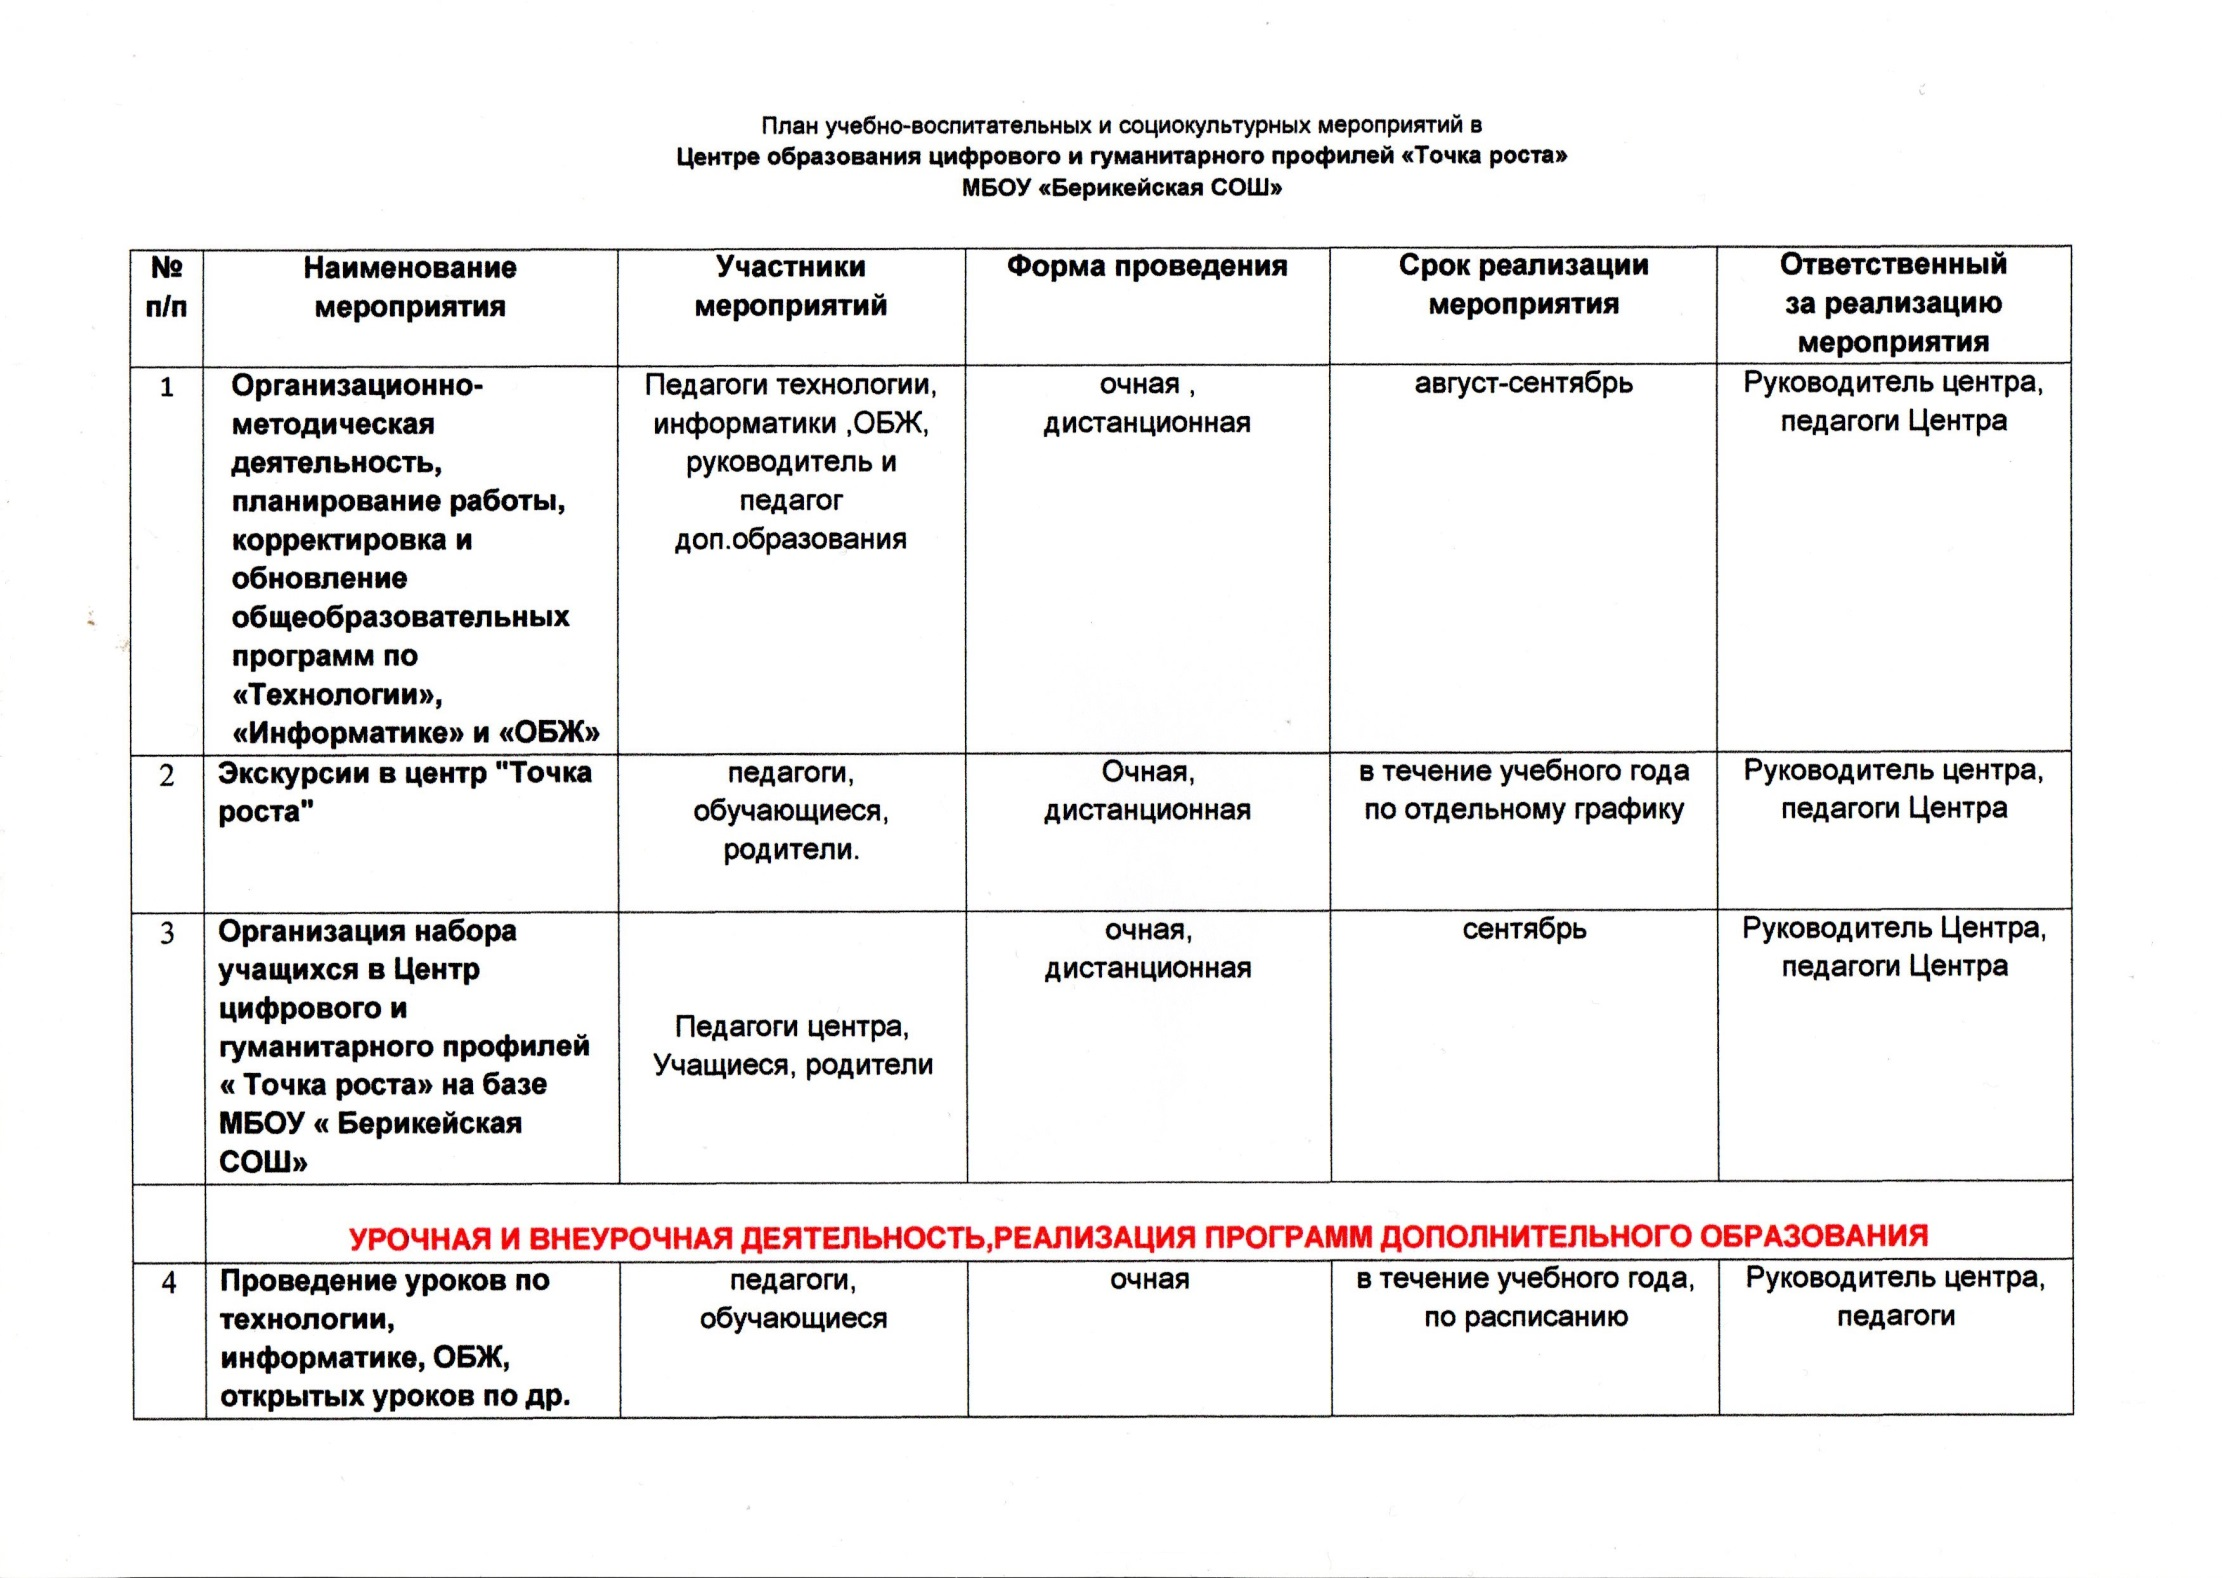 План учебно-воспитательных и социокультурных мероприятий в
Центре образования цифрового и гуманитарного профилей «Точка роста»
МБОУ «Берикейская СОШ»
№
п/п
Наименование
мероприятия
Участники
мероприятий
Форма проведения
Срок реализации
мероприятия
Ответственный
за реализацию
мероприятия
1
Организационно-
методическая
деятельность,
планирование работы,
корректировка и
обновление
общеобразовательных
программ по
«Технологии»,
«Информатике» и «ОБЖ»
Педагоги технологии,
информатики ,ОБЖ,
руководитель и
педагог
доп.образования
очная ,
дистанционная
август-сентябрь
Руководитель центра,
педагоги Центра
2
Экскурсии в центр "Точка
роста"
педагоги,
обучающиеся,
родители.
Очная,
дистанционная
в течение учебного года
по отдельному графику
Руководитель центра,
педагоги Центра
3
Организация набора
учащихся в Центр
цифрового и
гуманитарного профилей
« Точка роста» на базе
МБОУ « Берикейская
СОШ»
Педагоги центра,
Учащиеся, родители
очная,
дистанционная
сентябрь
Руководитель Центра,
педагоги Центра
УРОЧНАЯ И ВНЕУРОЧНАЯ ДЕЯТЕЛЬНОСТЬ,РЕАЛИЗАЦИЯ ПРОГРАММ ДОПОЛНИТЕЛЬНОГО ОБРАЗОВАНИЯ
4
Проведение уроков по
технологии,
информатике, ОБЖ,
открытых уроков по др.
педагоги,
обучающиеся
очная
в течение учебного года,
по расписанию
Руководитель центра,
педагоги